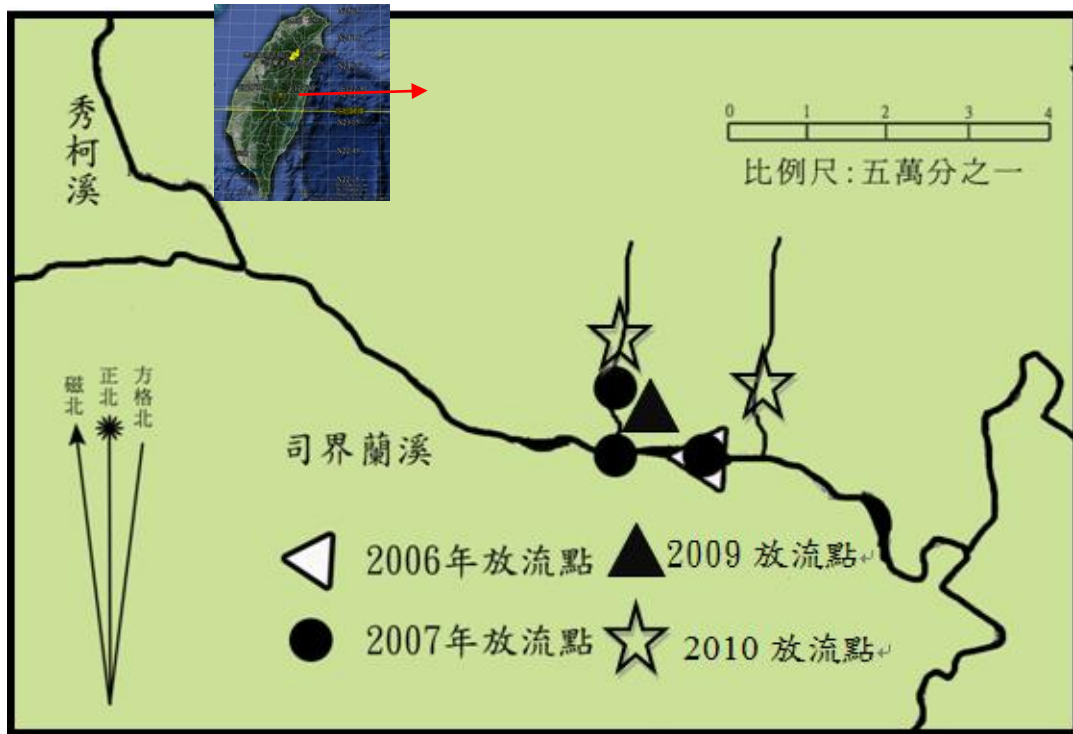 秀柯溪
0 1 2 3 4
比例尺:五萬分之一
磁北
正北
方格北
司界蘭溪
2006年放流點
2009 放流點
2007年放流點
2010 放流點